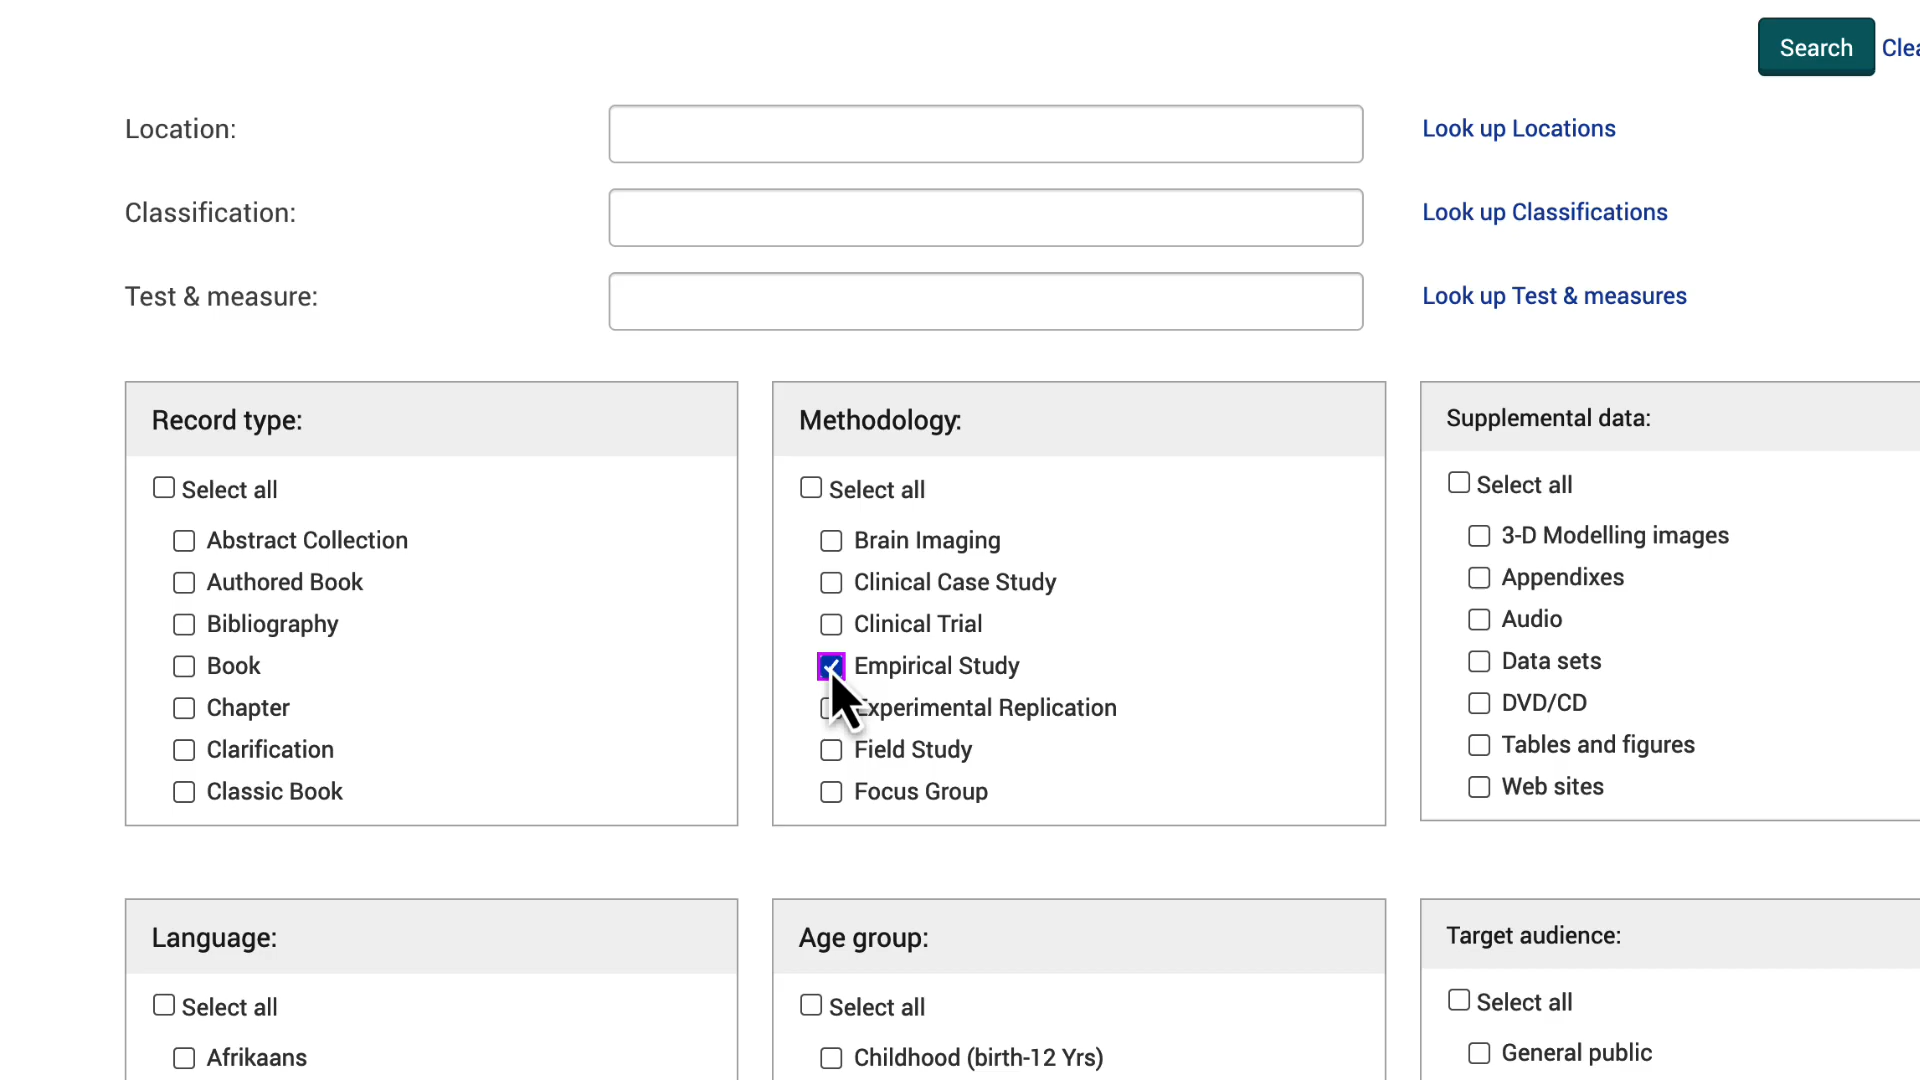 Search
Location:
Look up Locations
Classification:
Look up Classifications
Test & measure:
Look up Test & measures
Record type:
Select all
Abstract Collection
Authored Book
Bibliography
Book
Chapter
Clarification
Classic Book
Methodology:
Select all
Brain Imaging
Clinical Case Study
Clinical Trial
Empirical Study
Experimental Replication
Field Study
Focus Group
Supplemental data:
Select all
3-D Modelling images
Appendixes
Audio
Data sets
DVD/CD
Tables and figures
Web sites
Language:
Select all
Afrikaans
Age group:
Select all
Childhood (birth-12 Yrs)
Target audience:
Select all
General public